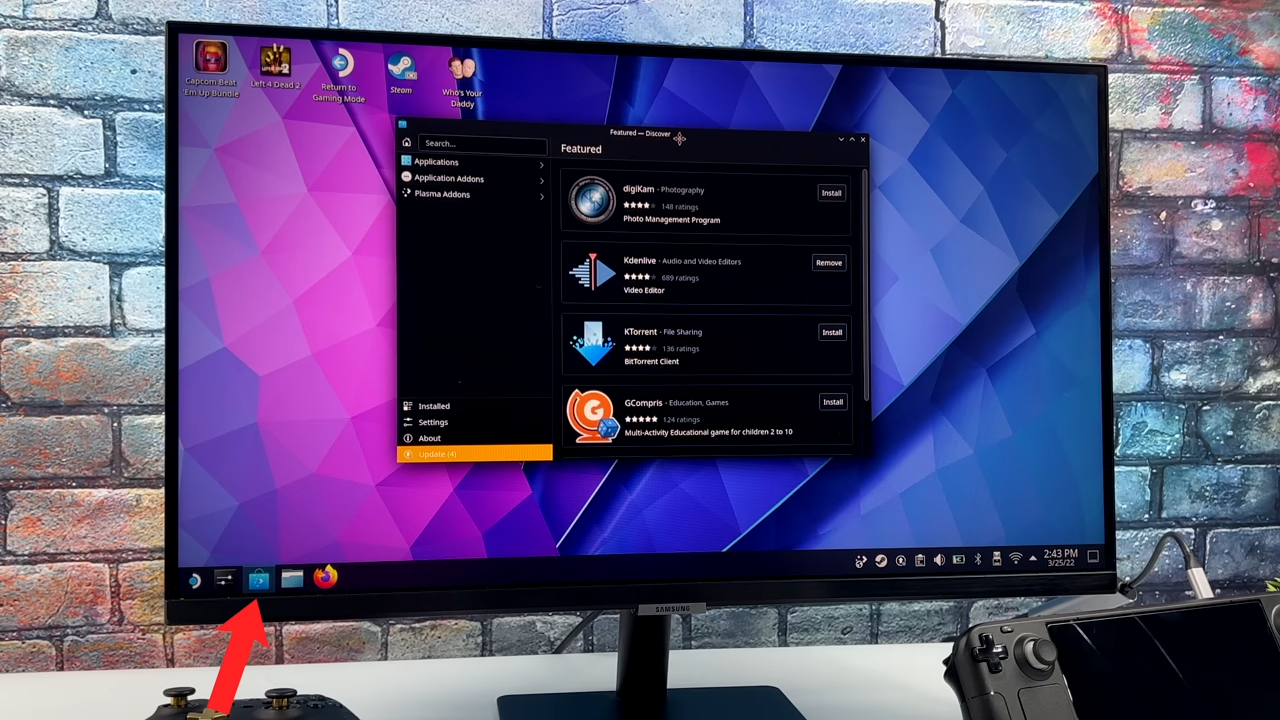 Capcom Beat
'Em Up Bundle
Left 4 Dead 2
Return to
Gaming Mode
Steam
Who's Your
Daddy
Featured — Discover
Search...
Featured
Applications
Application Addons
Plasma Addons
digiKam - Photography
148 ratings
Photo Management Program
Install
Kdenlive - Audio and Video Editors
689 ratings
Video Editor
Remove
KTorrent - File Sharing
136 ratings
BitTorrent Client
Install
G
GCompris - Education, Games
124 ratings
Multi-Activity Educational game for children 2 to 10
Install
Installed
Settings
About
Update (4)
2:43 PM
3/25/22
SAMSUNG